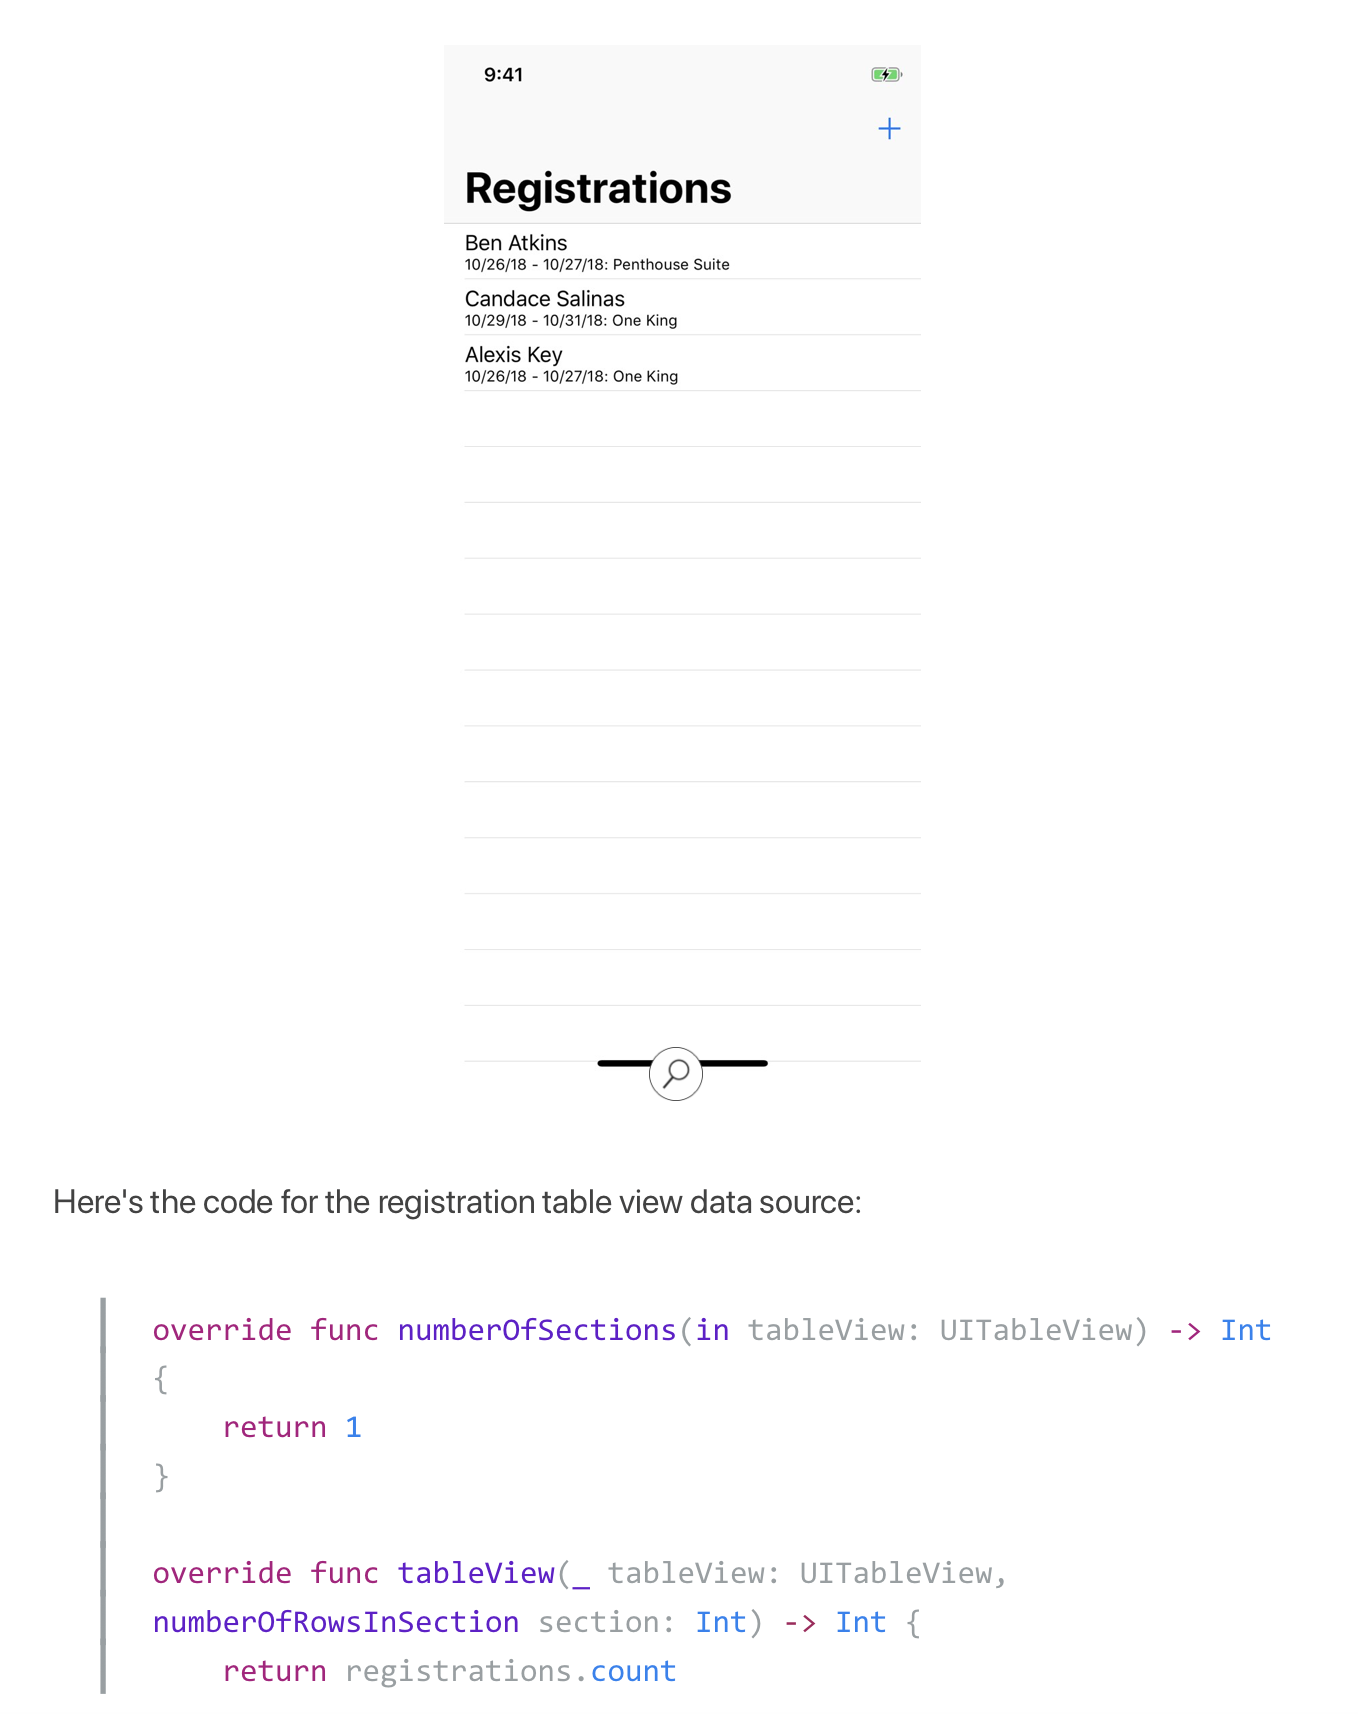 9:41
+
Registrations
Ben Atkins
10/26/18 - 10/27/18: Penthouse Suite
Candace Salinas
10/29/18 - 10/31/18: One King
Alexis Key
10/26/18 - 10/27/18: One King
Here's the code for the registration table view data source:
override func numberOfSections(in tableView: UITableView) -> Int
{
    return 1
}
override func tableView(_ tableView: UITableView,
numberOfRowsInSection section: Int) -> Int {
    return registrations.count